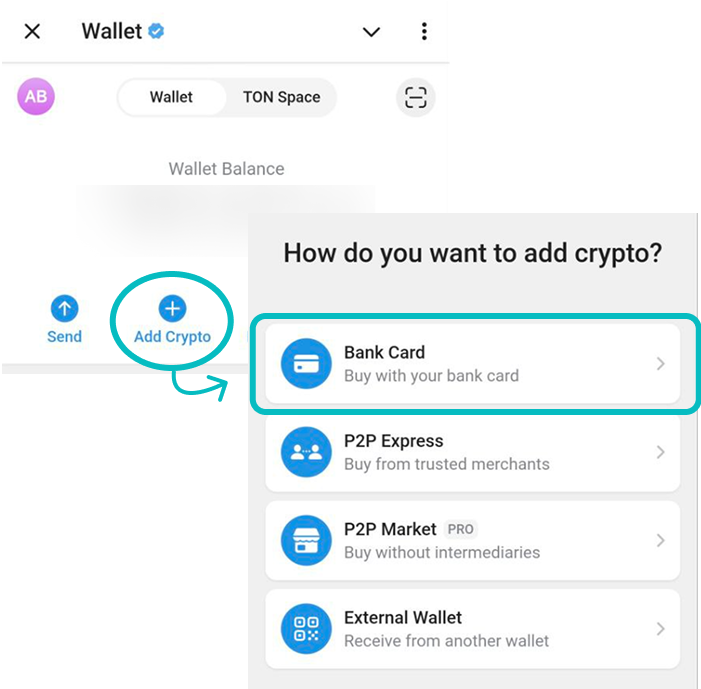 Wallet
AB
Wallet
TON Space
Wallet Balance
Send
Add Crypto
How do you want to add crypto?
Bank Card
Buy with your bank card
P2P Express
Buy from trusted merchants
P2P Market PRO
Buy without intermediaries
External Wallet
Receive from another wallet